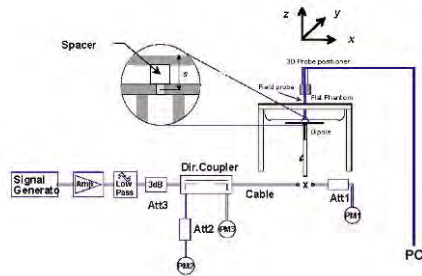 z
y
x
Spacer
s
3D Probe positioner
Field probe
Flat Phantom
Dipole
Dir.Coupler
Signal
Generato
Amp
Low
Pass
3dB
Att3
Cable
x
Att1
Att2
PM3
PM1
PM2
PC